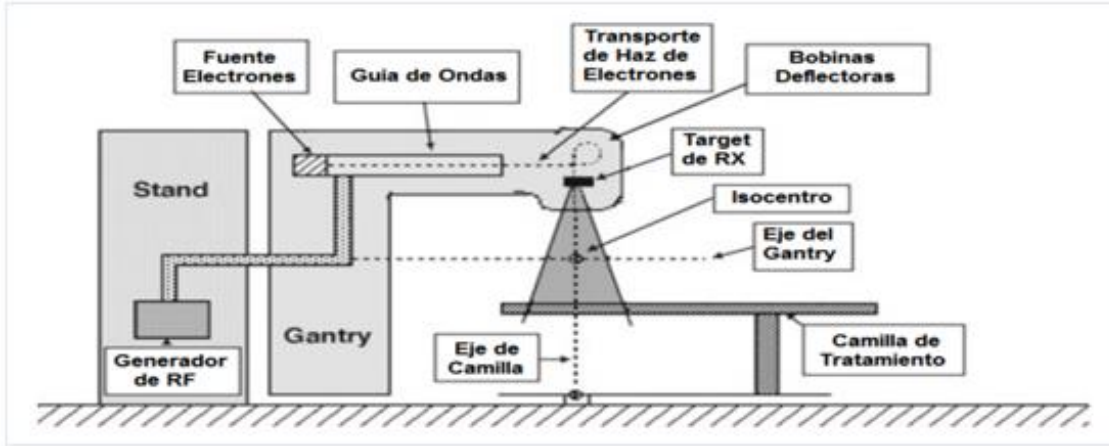 Fuente
Electrones
Guia de Ondas
Transporte
de Haz de
Electrones
Bobinas
Deflectoras
Target
de RX
Stand
Isocentro
Eje del
Gantry
Gantry
Generador
de RF
Eje de
Camilla
Camilla de
Tratamiento